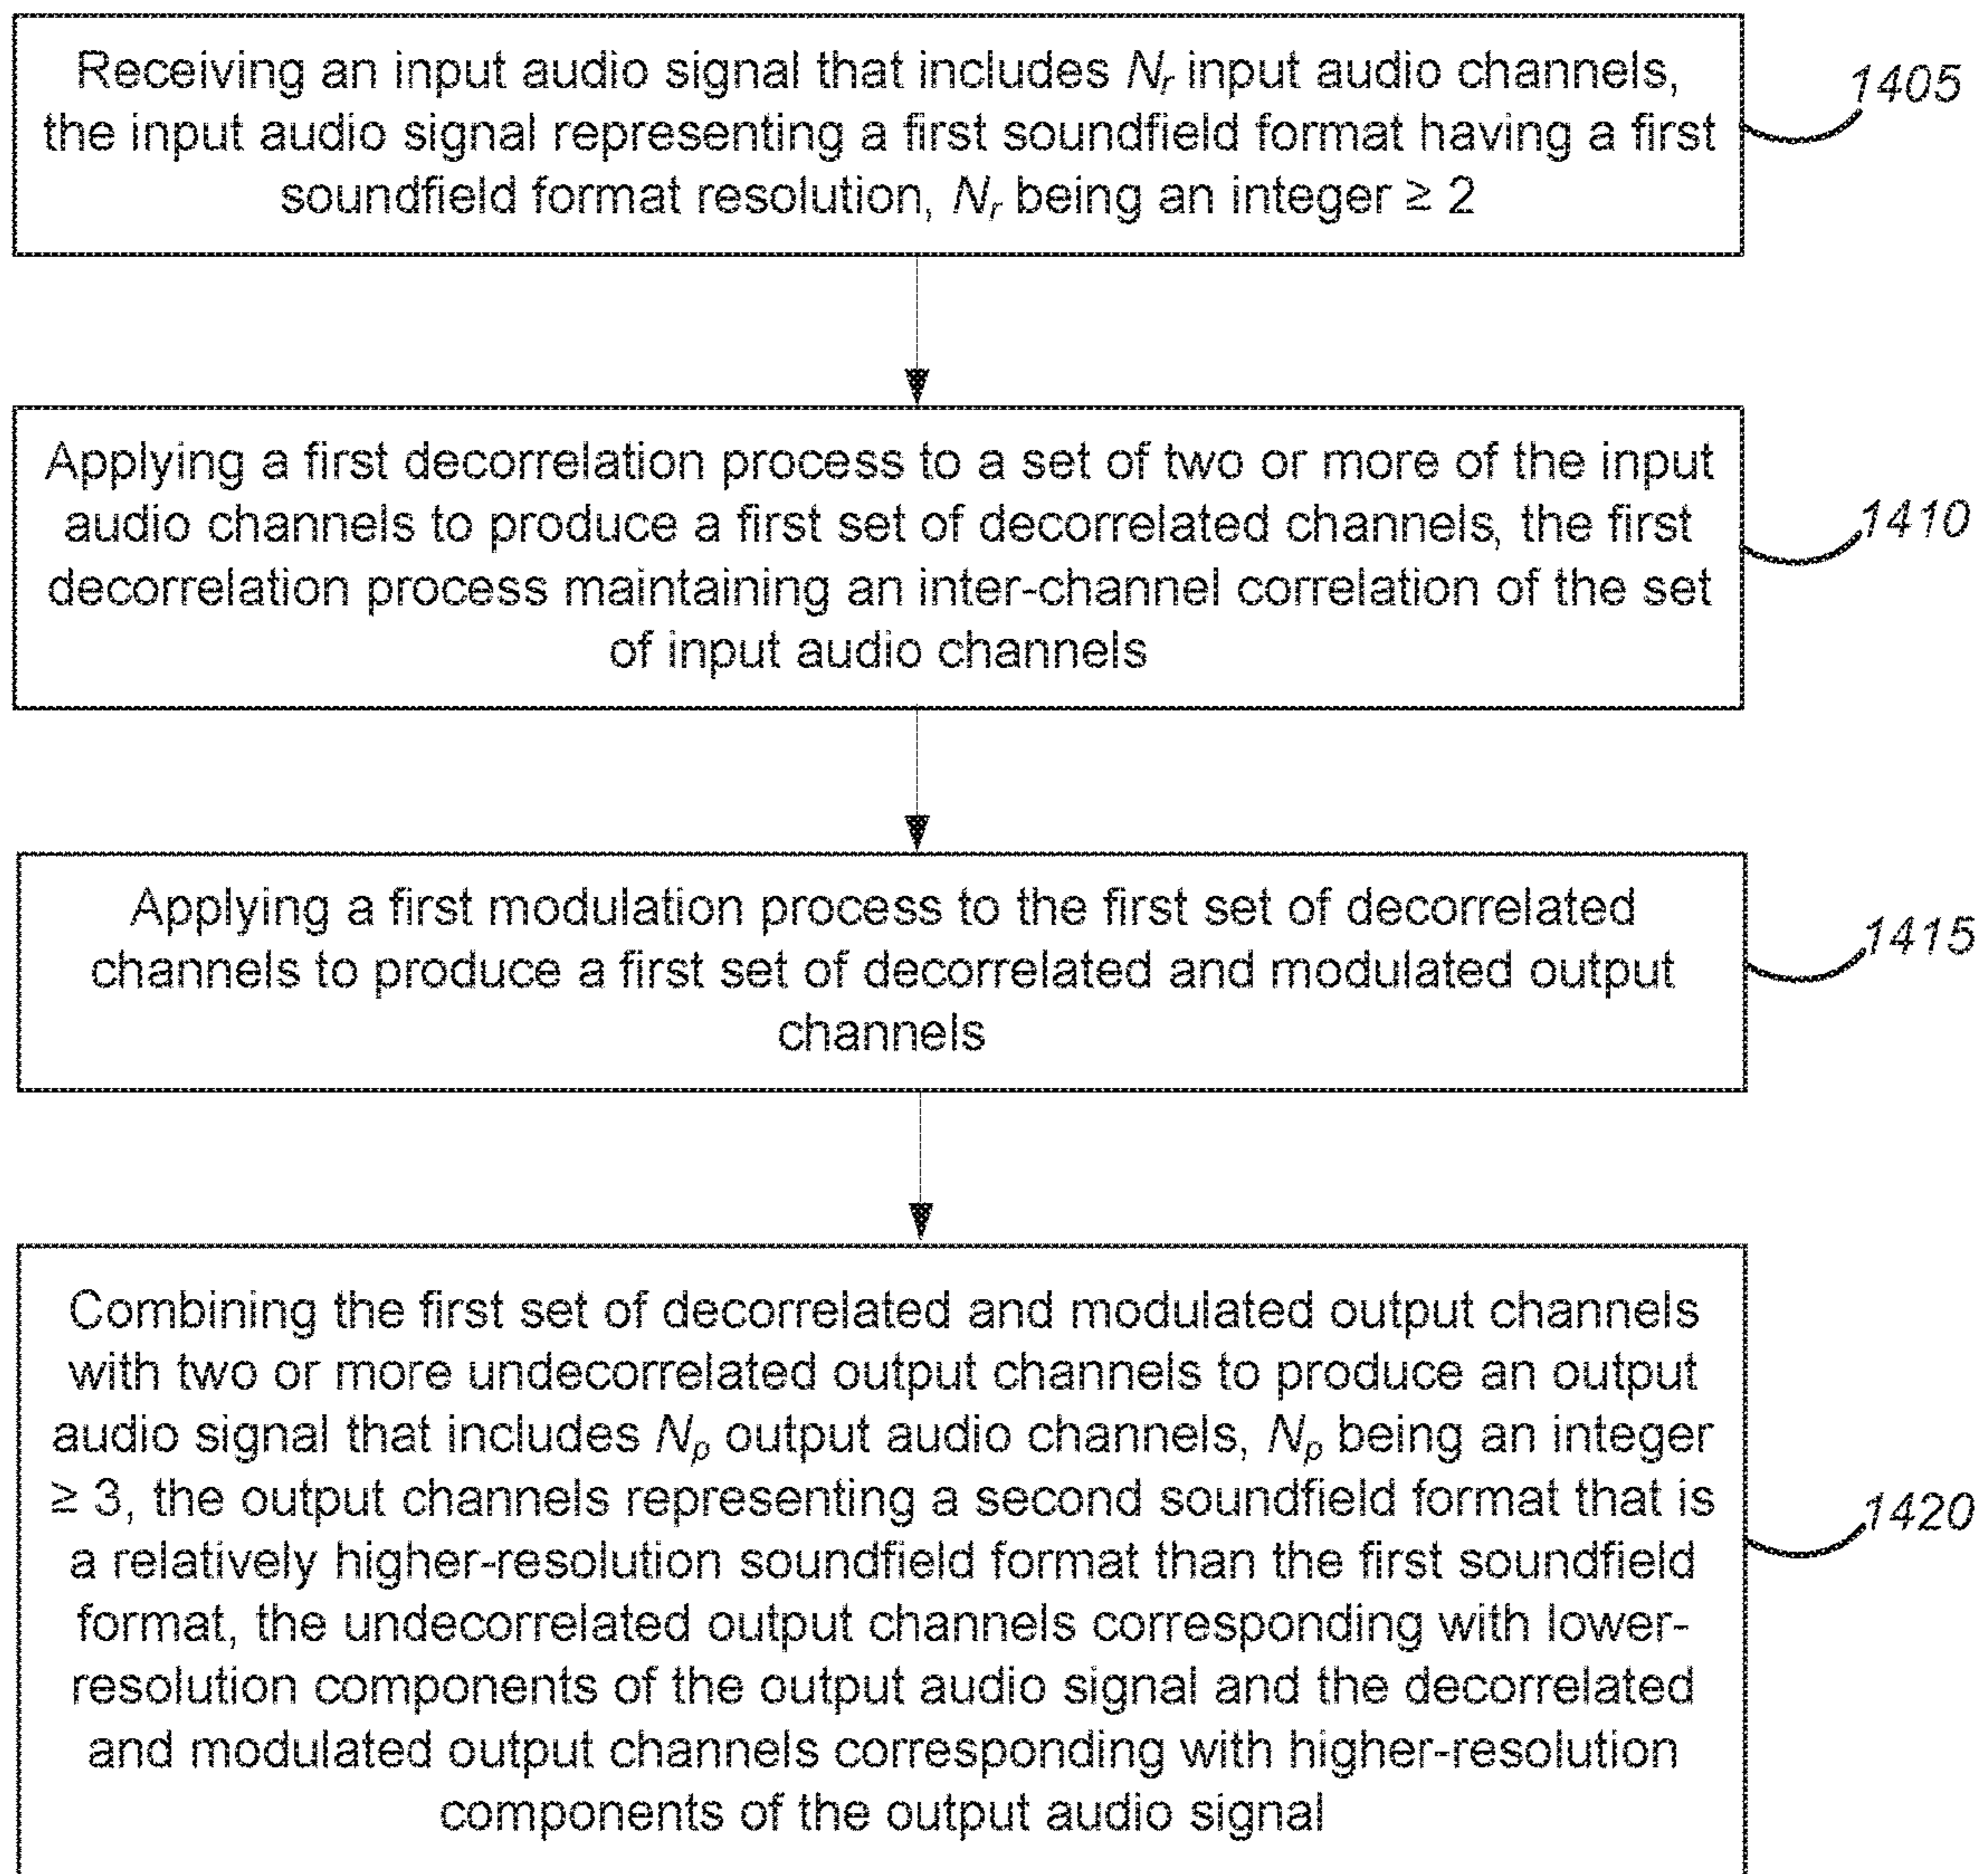 Receiving an input audio signal that includes Nr input audio channels,
the input audio signal representing a first soundfield format having a first
soundfield format resolution, Nr being an integer ≥ 2
1405
Applying a first decorrelation process to a set of two or more of the input
audio channels to produce a first set of decorrelated channels, the first
decorrelation process maintaining an inter-channel correlation of the set
of input audio channels
1410
Applying a first modulation process to the first set of decorrelated
channels to produce a first set of decorrelated and modulated output
channels
1415
Combining the first set of decorrelated and modulated output channels
with two or more undecorrelated output channels to produce an output
audio signal that includes Np output audio channels, Np being an integer
≥ 3, the output channels representing a second soundfield format that is
a relatively higher-resolution soundfield format than the first soundfield
format, the undecorrelated output channels corresponding with lower-
resolution components of the output audio signal and the decorrelated
and modulated output channels corresponding with higher-resolution
components of the output audio signal
1420